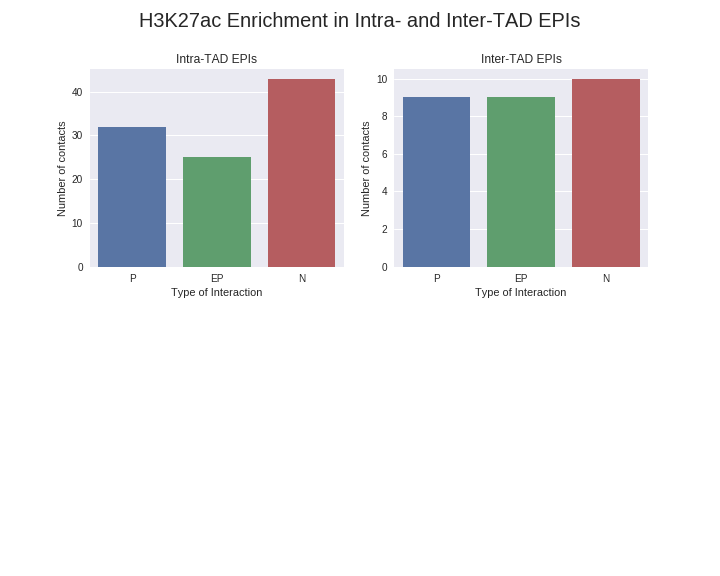 H3K27ac Enrichment in Intra- and Inter-TAD EPIs
Intra-TAD EPIs
Number of contacts
40
30
20
10
0
P EP N
Type of Interaction
Inter-TAD EPIs
Number of contacts
10
8
6
4
2
0
P EP N
Type of Interaction